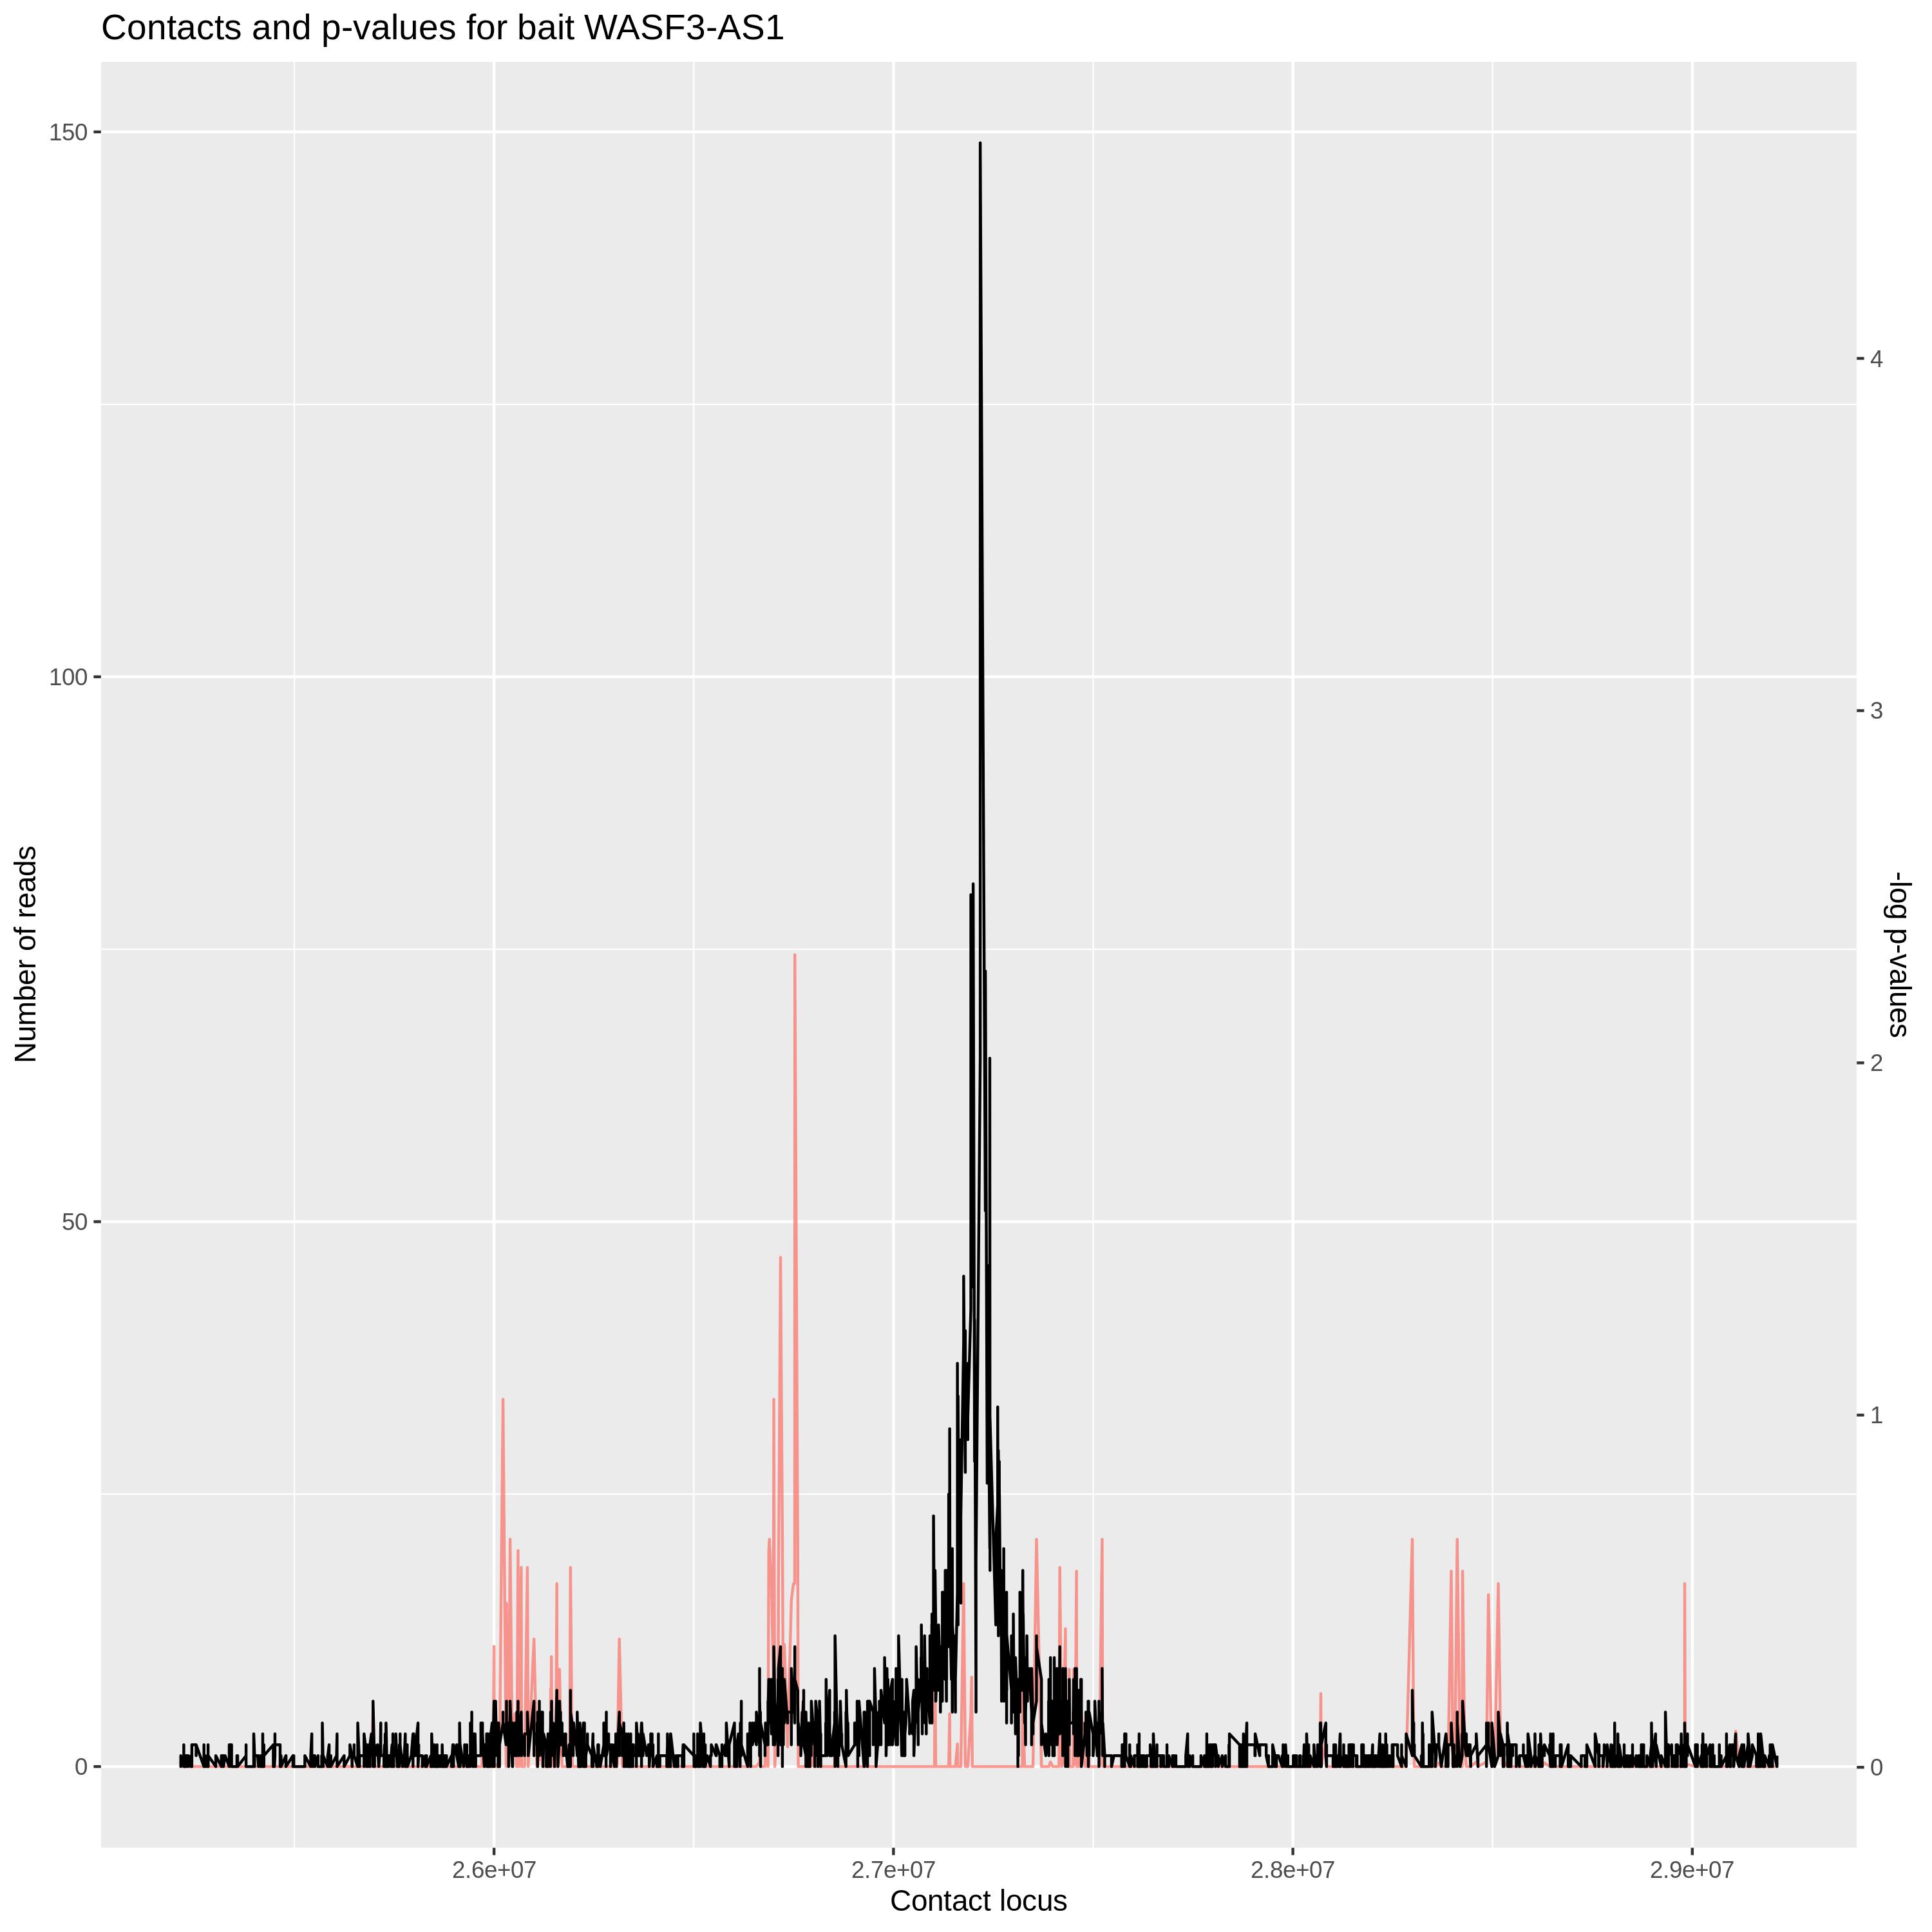 Contacts and p-values for bait WASF3-AS1
150
100
50
0
Number of reads
4
3
2
1
0
-log p-values
2.6e+07
2.7e+07
2.8e+07
2.9e+07
Contact locus